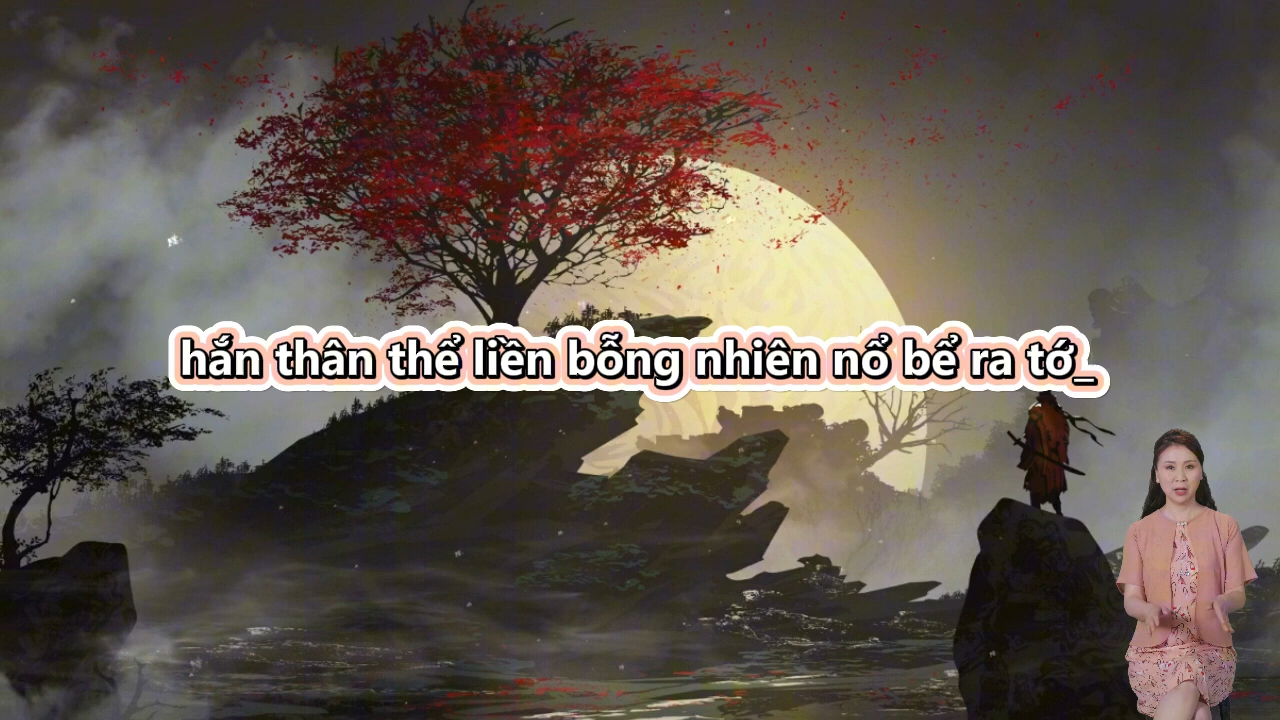 hắn thân thể liền bỗng nhiên nổ bể ra tớ_